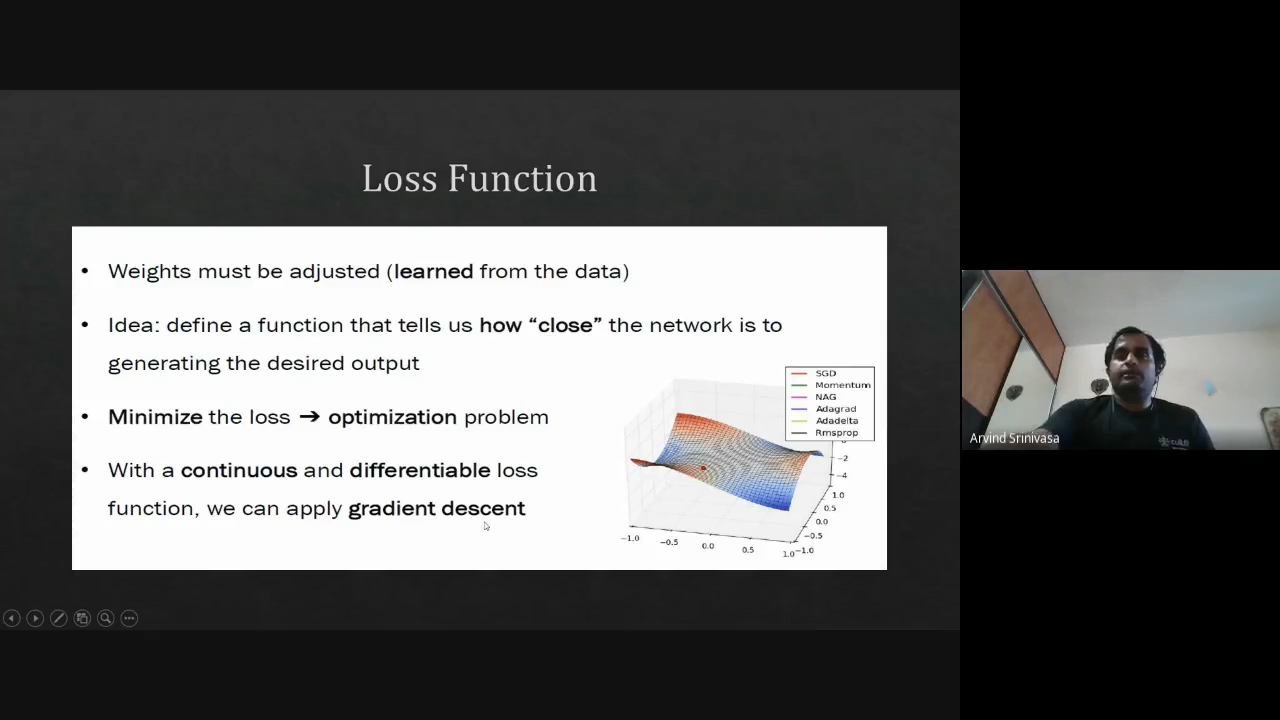 Loss Function
• Weights must be adjusted (learned from the data)
• Idea: define a function that tells us how “close” the network is to
generating the desired output
• Minimize the loss ➔ optimization problem
• With a continuous and differentiable loss
function, we can apply gradient descent
SGD
Momentum
NAG
Adagrad
Adadelta
Rmsprop
−2
−4
1.0
0.5
0.0
−0.5
−1.0
−1.0
−0.5
0.0
0.5
1.0
Arvind Srinivasa